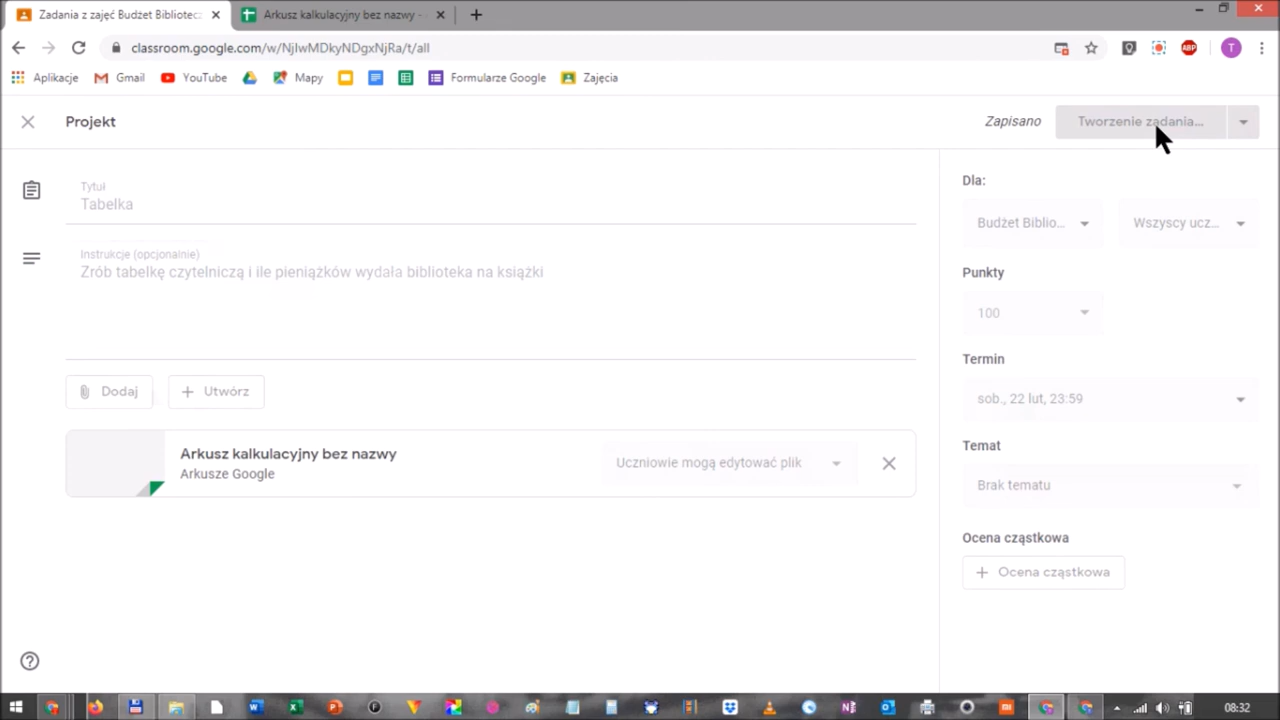 Zadania z zajęć Budżet Bibliotecz
Arkusz kalkulacyjny bez nazwy -
classroom.google.com/w/NjIwMDkyNDgxNjRa/t/all
ABP
T
Aplikacje
Gmail
YouTube
Mapy
Formularze Google
Zajęcia
Projekt
Zapisano
Tworzenie zadania...
Tytuł
Tabelka
Instrukcje (opcjonalnie)
Zrób tabelkę czytelniczą i ile pieniążków wydała biblioteka na książki
Dodaj
Utwórz
Arkusz kalkulacyjny bez nazwy
Arkusze Google
Uczniowie mogą edytować plik
Dla:
Budżet Biblio...
Wszyscy ucz...
Punkty
100
Termin
sob., 22 lut, 23:59
Temat
Brak tematu
Ocena cząstkowa
Ocena cząstkowa
08:32